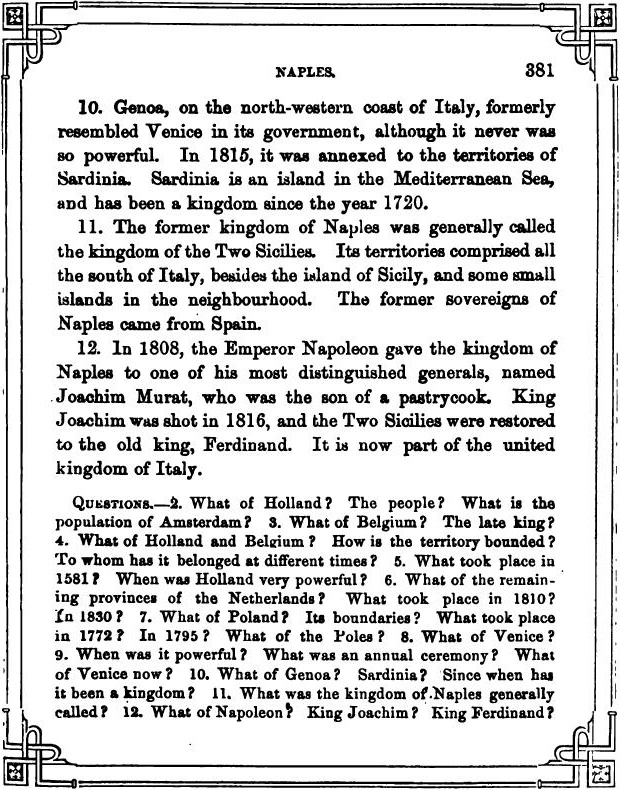 NAPLES. 381
10. Genoa, on the north-western coast of Italy, formerly
resembled Venice in its government, although it never was
so powerful. In 1815, it was annexed to the territories of
Sardinia. Sardinia is an island in the Mediterranean Sea,
and has been a kingdom since the year 1720.
11. The former kingdom of Naples was generally called
the kingdom of the Two Sicilies. Its territories comprised all
the south of Italy, besides the island of Sicily, and some small
islands in the neighbourhood. The former sovereigns of
Naples came from Spain.
12. In 1808, the Emperor Napoleon gave the kingdom of
Naples to one of his most distinguished generals, named
Joachim Murat, who was the son of a pastrycook. King
Joachim was shot in 1816, and the Two Sicilies were restored
to the old king, Ferdinand. It is now part of the united
kingdom of Italy.
QUESTIONS.—2. What of Holland? The people? What is the
population of Amsterdam? 3. What of Belgium? The late king?
4. What of Holland and Belgium? How is the territory bounded?
To whom has it belonged at different times? 5. What took place in
1581? When was Holland very powerful? 6. What of the remain-
ing provinces of the Netherlands? What took place in 1810?
In 1830? 7. What of Poland? Its boundaries? What took place
in 1772? In 1795? What of the Poles? 8. What of Venice?
9. When was it powerful? What was an annual ceremony? What
of Venice now? 10. What of Genoa? Sardinia? Since when has
it been a kingdom? 11. What was the kingdom of Naples generally
called? 12. What of Napoleon? King Joachim? King Ferdinand?